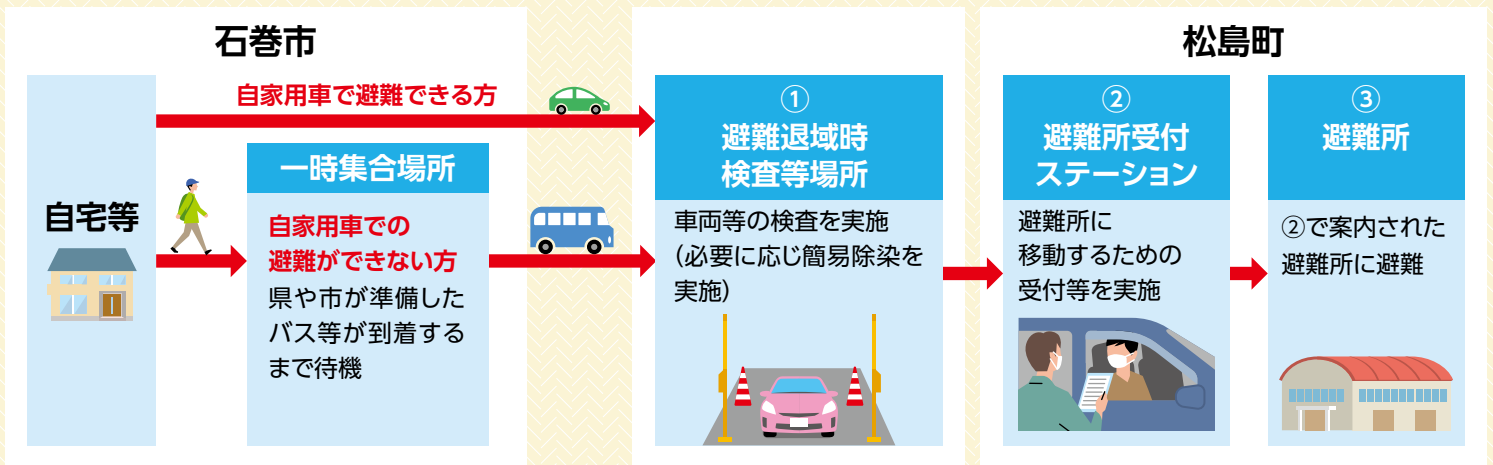 石巻市
自宅等
自家用車で避難できる方
一時集合場所
自家用車での
避難ができない方
県や市が準備した
バス等が到着する
まで待機
①
避難退域時
検査等場所
車両等の検査を実施
(必要に応じ簡易除染を
実施)
松島町
②
避難所受付
ステーション
避難所に
移動するための
受付等を実施
③
避難所
②で案内された
避難所に避難